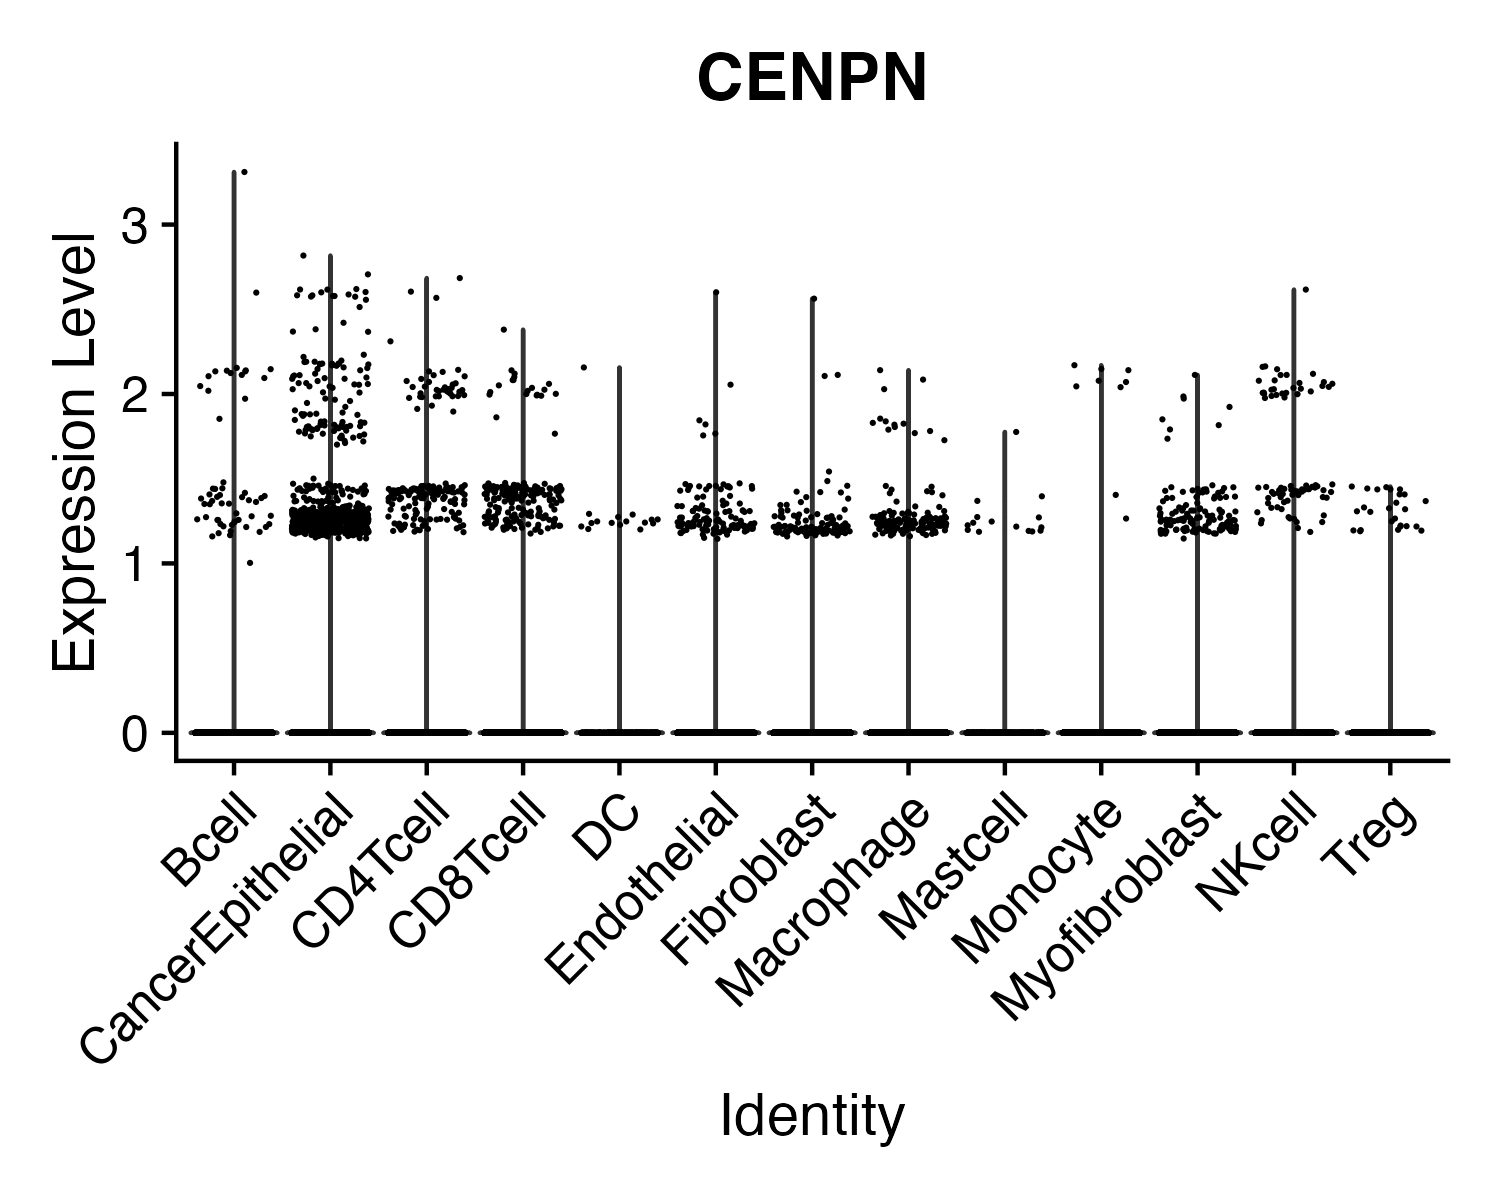 CENPN
Expression Level
3
2
1
0
Bcell
CancerEpithelial
CD4Tcell
CD8Tcell
DC
Endothelial
Fibroblast
Macrophage
Mastcell
Monocyte
Myofibroblast
NKcell
Treg
Identity